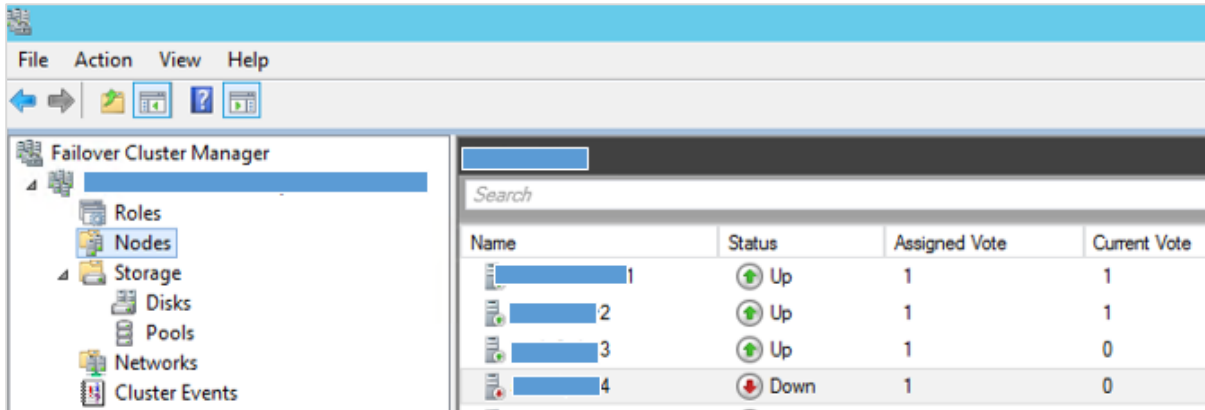 File Action View Help
Failover Cluster Manager
Roles
Nodes
Storage
Disks
Pools
Networks
Cluster Events
Search
Name Status Assigned Vote Current Vote
1 Up 1 1
2 Up 1 1
3 Up 1 0
4 Down 1 0